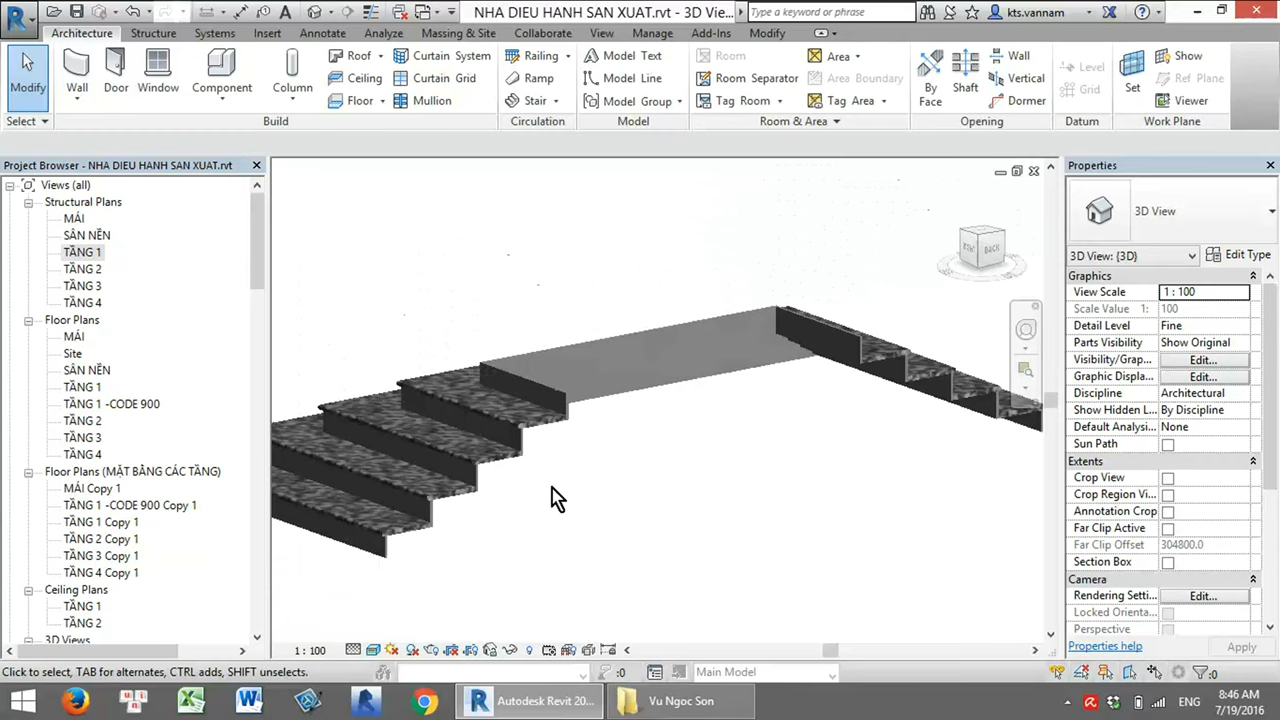 NHA DIEU HANH SAN XUAT.rvt - 3D Vie...
Type a keyword or phrase
kts.vannam
Architecture Structure Systems Insert Annotate Analyze Massing & Site Collaborate View Manage Add-Ins Modify
Modify
Wall
Door
Window
Component
Column
Roof
Ceiling
Floor
Curtain System
Curtain Grid
Mullion
Railing
Ramp
Stair
Model Text
Model Line
Model Group
Room
Room Separator
Tag Room
Area
Area Boundary
Tag Area
By Face
Shaft
Wall
Vertical
Dormer
Level
Grid
Set
Show
Ref Plane
Viewer
Select Build Circulation Model Room & Area Opening Datum Work Plane
Project Browser - NHA DIEU HANH SAN XUAT.rvt
Views (all)
Structural Plans
MÁI
SÂN NỀN
TẦNG 1
TẦNG 2
TẦNG 3
TẦNG 4
Floor Plans
MÁI
Site
SÂN NỀN
TẦNG 1
TẦNG 1 -CODE 900
TẦNG 2
TẦNG 3
TẦNG 4
Floor Plans (MẶT BẰNG CÁC TẦNG)
MÁI Copy 1
TẦNG 1 -CODE 900 Copy 1
TẦNG 1 Copy 1
TẦNG 2 Copy 1
TẦNG 3 Copy 1
TẦNG 4 Copy 1
Ceiling Plans
TẦNG 1
TẦNG 2
3D Views
BACK
Properties
3D View
3D View: {3D} Edit Type
Graphics
View Scale 1 : 100
Scale Value 1: 100
Detail Level Fine
Parts Visibility Show Original
Visibility/Grap... Edit...
Graphic Displa... Edit...
Discipline Architectural
Show Hidden L... By Discipline
Default Analysi... None
Sun Path
Extents
Crop View
Crop Region Vi...
Annotation Crop
Far Clip Active
Far Clip Offset 304800.0
Section Box
Camera
Rendering Setti... Edit...
Locked Orienta...
Perspective
Properties help Apply
1 : 100
Click to select, TAB for alternates, CTRL adds, SHIFT unselects.
:0
Main Model
:0
Autodesk Revit 20...
Vu Ngoc Son
ENG
8:46 AM
7/19/2016